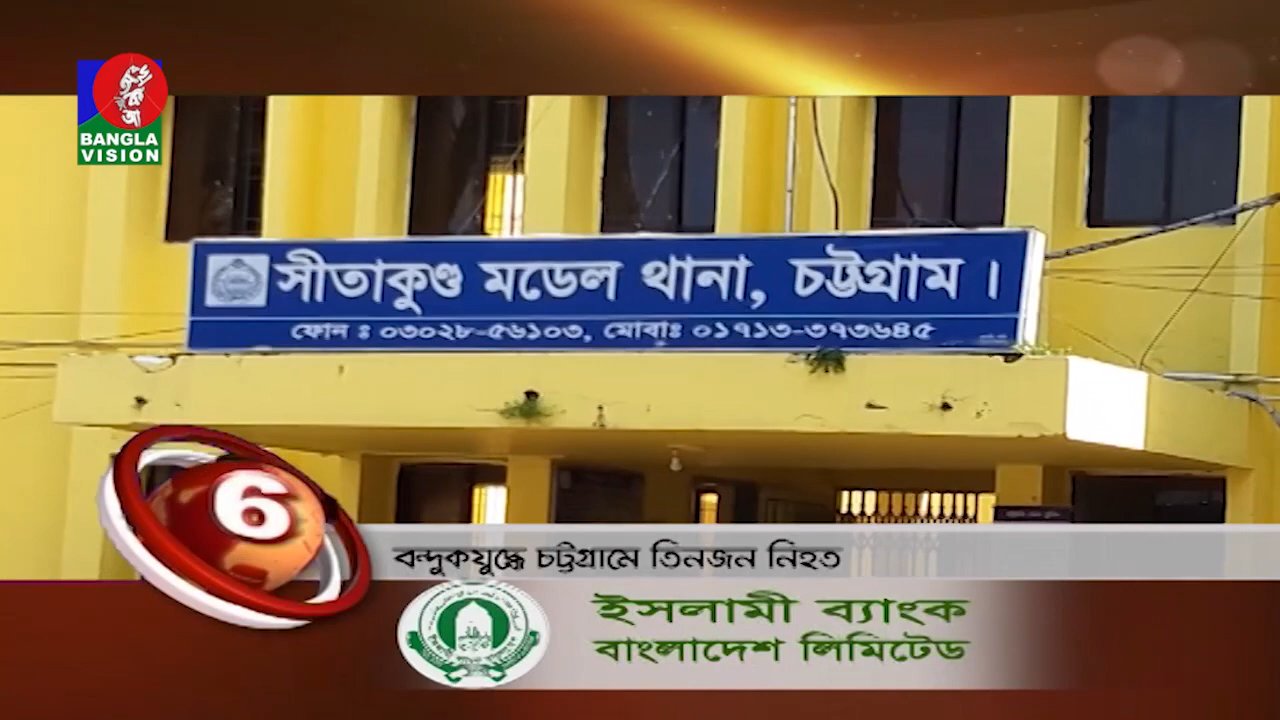 BANGLA
VISION
সীতাকুণ্ড মডেল থানা, চট্টগ্রাম ।
ফোন ঃ ০৩০২৮-৫৬১০৩, মোবাঃ ০১৭১৩-৩৭৩৬৪৫
6
বন্দুকযুদ্ধে চট্টগ্রামে তিনজন নিহত
ইসলামী ব্যাংক
বাংলাদেশ লিমিটেড